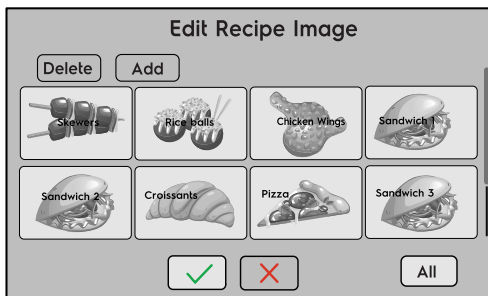 Edit Recipe Image
Delete Add
Skewers Rice balls Chicken Wings Sandwich 1
Sandwich 2 Croissants Pizza Sandwich 3
All